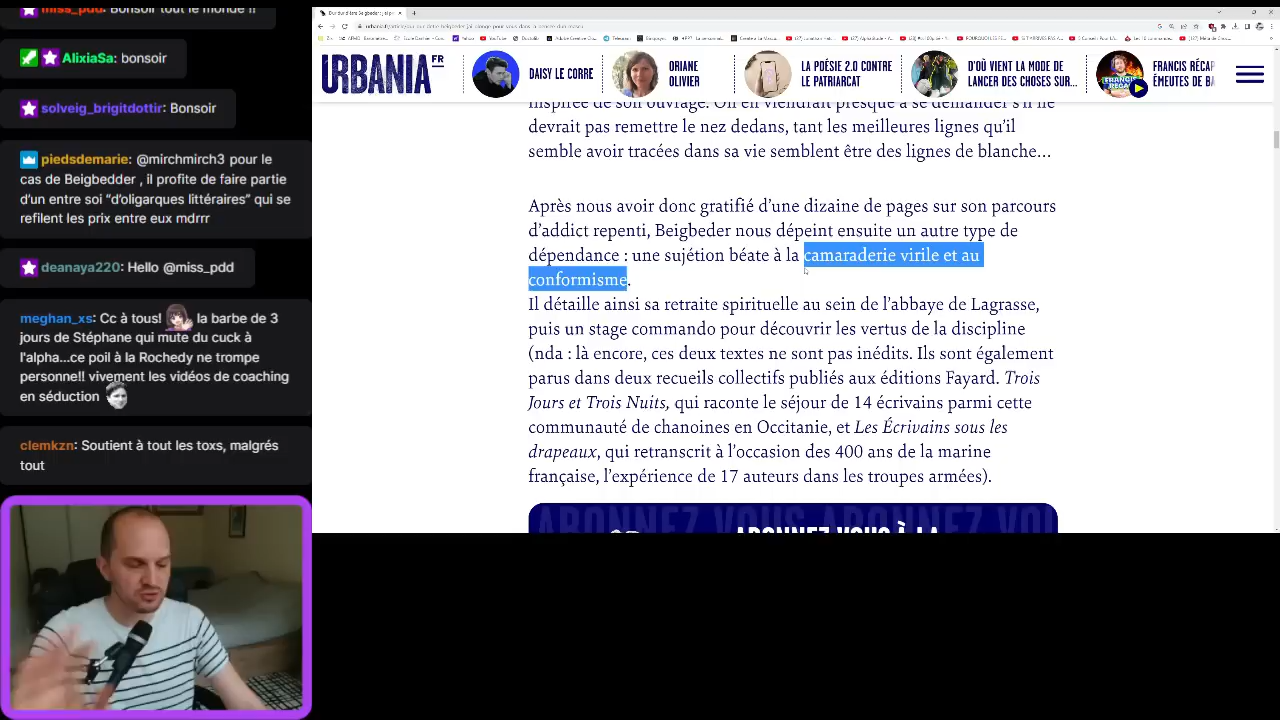 miss_pdd: Bonsoir tout le monde !!
AlixiaSa: bonsoir
solveig_brigitdottir: Bonsoir
piedsdemarie: @mirchmirch3 pour le
cas de Beigbedder , il profite de faire partie
d'un entre soi “d'oligarques littéraires” qui se
refilent les prix entre eux mdrrr
deanaya220: Hello @miss_pdd
meghan_xs: Cc à tous! la barbe de 3
jours de Stéphane qui mute du cuck à
l'alpha...ce poil à la Rochedy ne trompe
personne!! vivement les vidéos de coaching
en séduction
clemkzn: Soutient à tout les toxs, malgrés
tout
URBANIA FR
DAISY LE CORRE
ORIANE
OLIVIER
LA POÉSIE 2.0 CONTRE
LE PATRIARCAT
D'OÙ VIENT LA MODE DE
LANCER DES CHOSES SUR...
FRANCIS RÉCAP
ÉMEUTES DE BA
inspirée de son ouvrage. On en viendrait presque à se demander s'il ne
devrait pas remettre le nez dedans, tant les meilleures lignes qu'il
semble avoir tracées dans sa vie semblent être des lignes de blanche…
Après nous avoir donc gratifié d'une dizaine de pages sur son parcours
d'addict repenti, Beigbeder nous dépeint ensuite un autre type de
dépendance : une sujétion béate à la camaraderie virile et au
conformisme.
Il détaille ainsi sa retraite spirituelle au sein de l'abbaye de Lagrasse,
puis un stage commando pour découvrir les vertus de la discipline
(nda : là encore, ces deux textes ne sont pas inédits. Ils sont également
parus dans deux recueils collectifs publiés aux éditions Fayard. Trois
Jours et Trois Nuits, qui raconte le séjour de 14 écrivains parmi cette
communauté de chanoines en Occitanie, et Les Écrivains sous les
drapeaux, qui retranscrit à l'occasion des 400 ans de la marine
française, l'expérience de 17 auteurs dans les troupes armées).
ABONNEZ-VOUS À LA